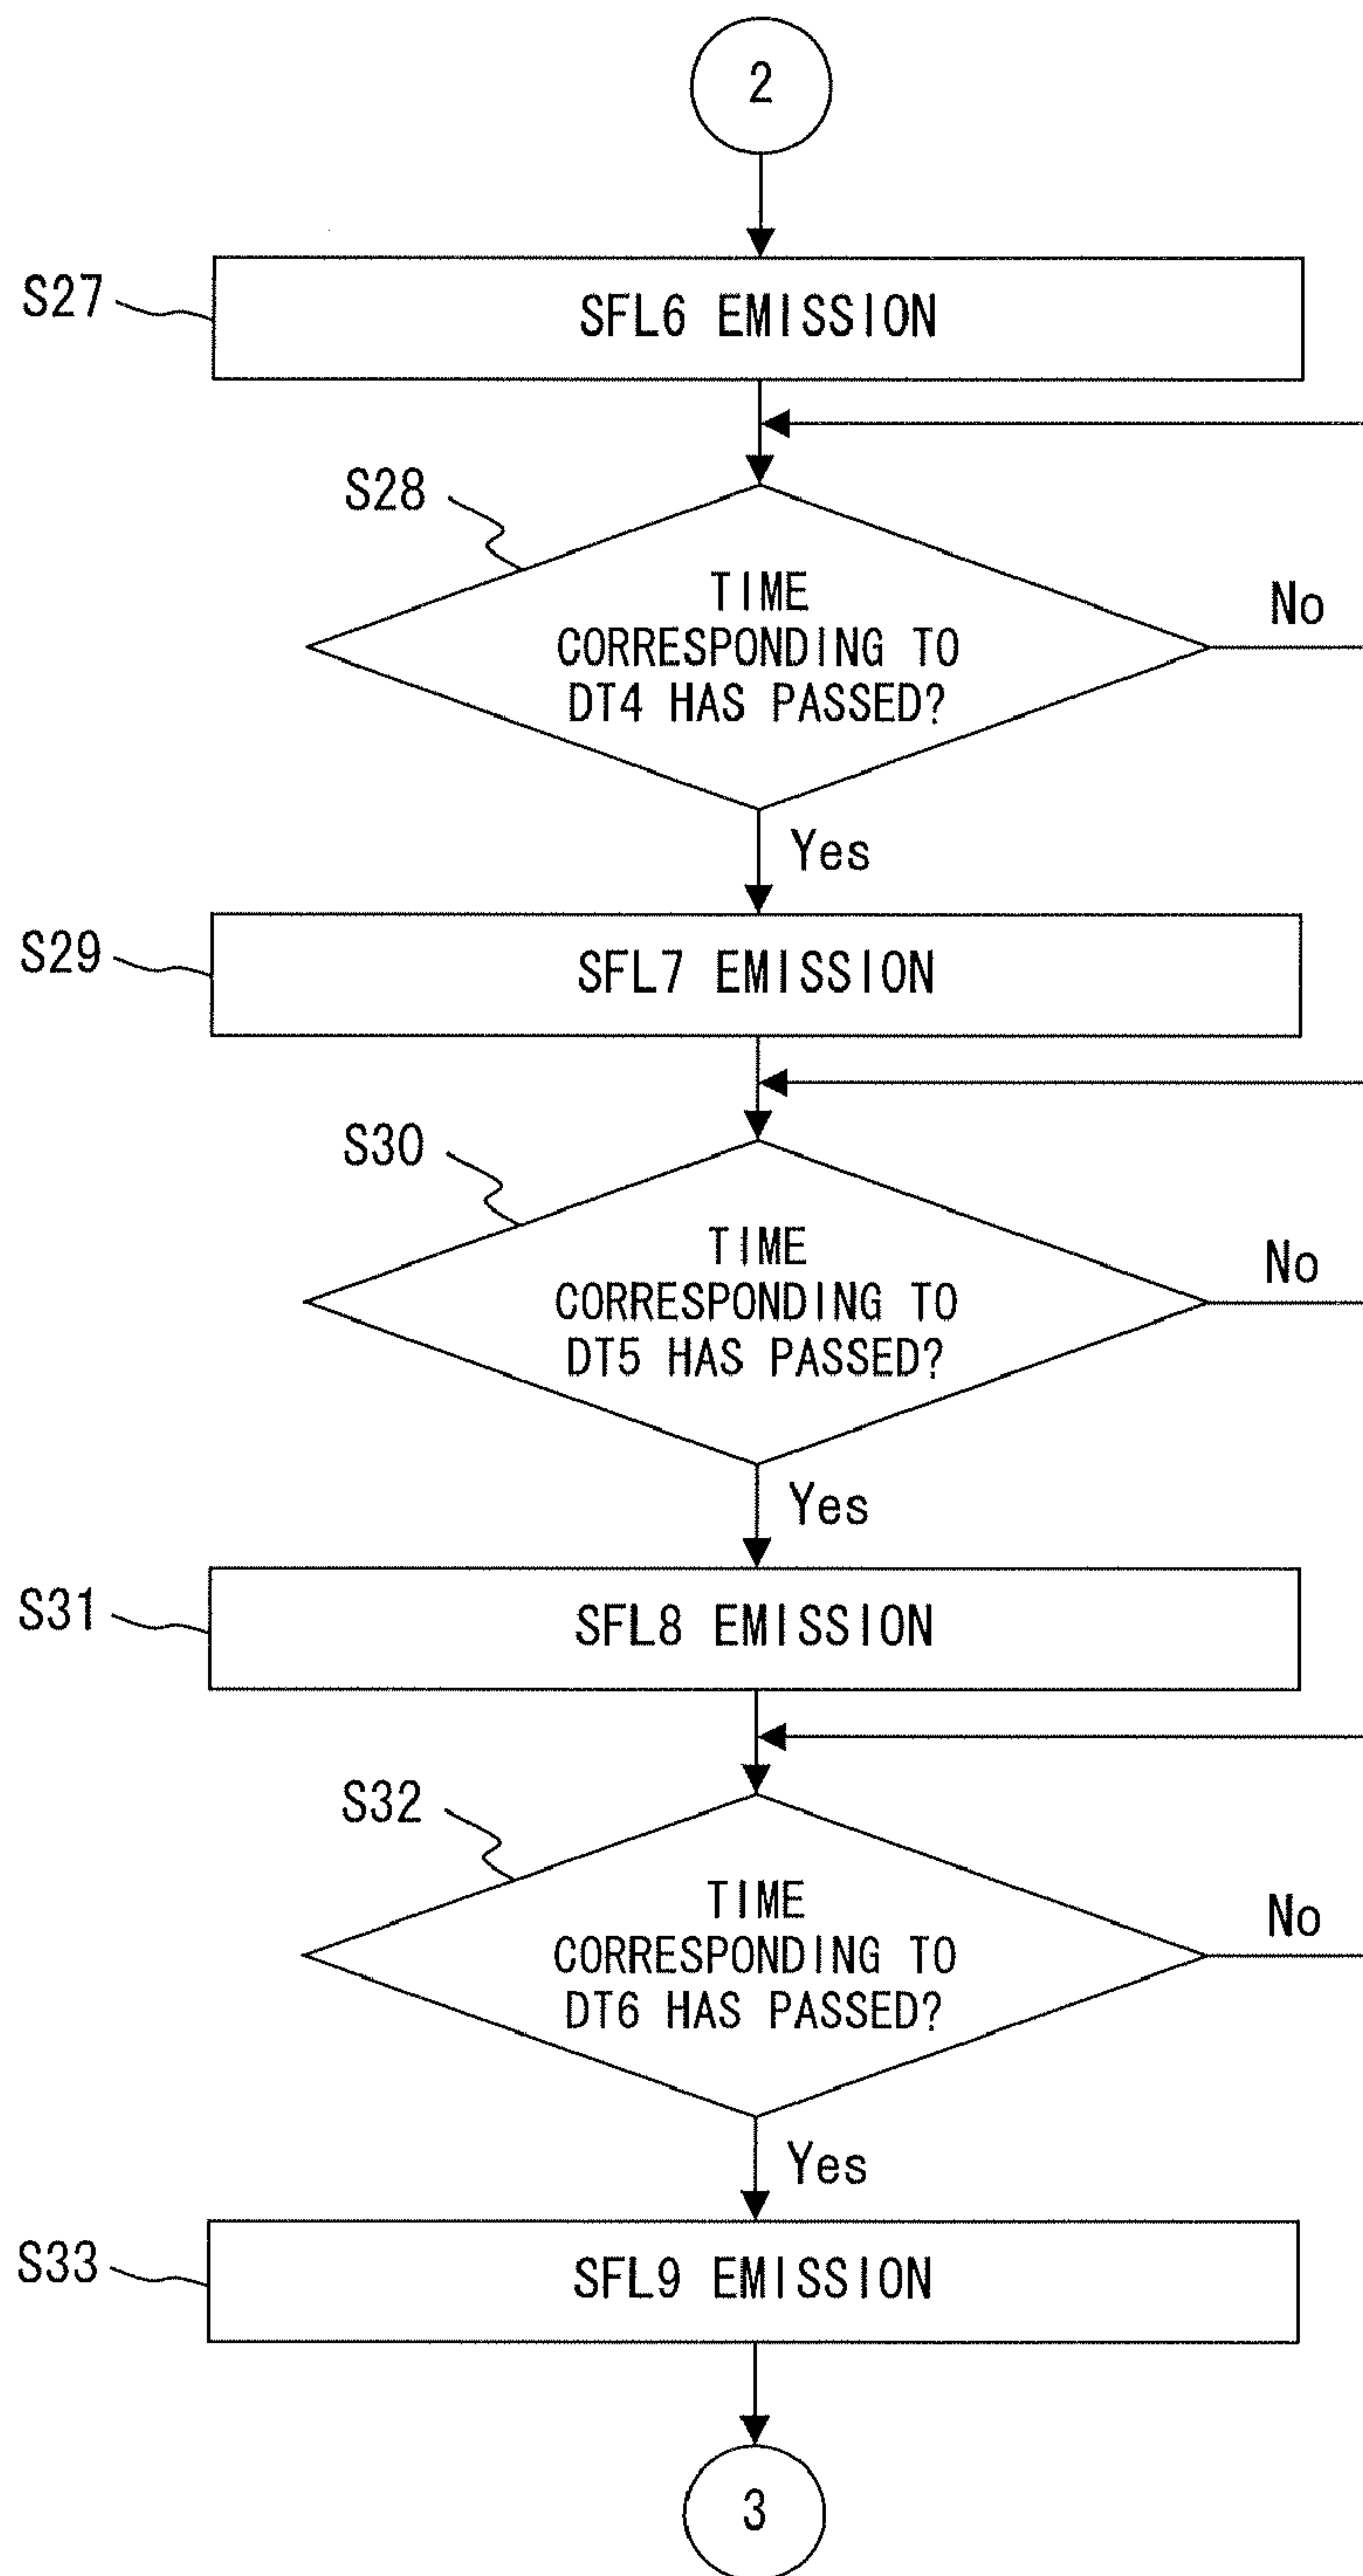 2
S27
SFL6 EMISSION
S28
TIME
CORRESPONDING TO
DT4 HAS PASSED?
No
Yes
S29
SFL7 EMISSION
S30
TIME
CORRESPONDING TO
DT5 HAS PASSED?
No
Yes
S31
SFL8 EMISSION
S32
TIME
CORRESPONDING TO
DT6 HAS PASSED?
No
Yes
S33
SFL9 EMISSION
3